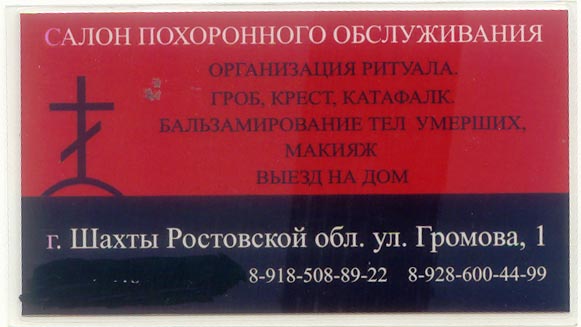 САЛОН ПОХОРОННОГО ОБСЛУЖИВАНИЯ
ОРГАНИЗАЦИЯ РИТУАЛА.
ГРОБ, КРЕСТ, КАТАФАЛК.
БАЛЬЗАМИРОВАНИЕ ТЕЛ УМЕРШИХ,
МАКИЯЖ
ВЫЕЗД НА ДОМ
г. Шахты Ростовской обл. ул. Громова, 1
8-918-508-89-22 8-928-600-44-99